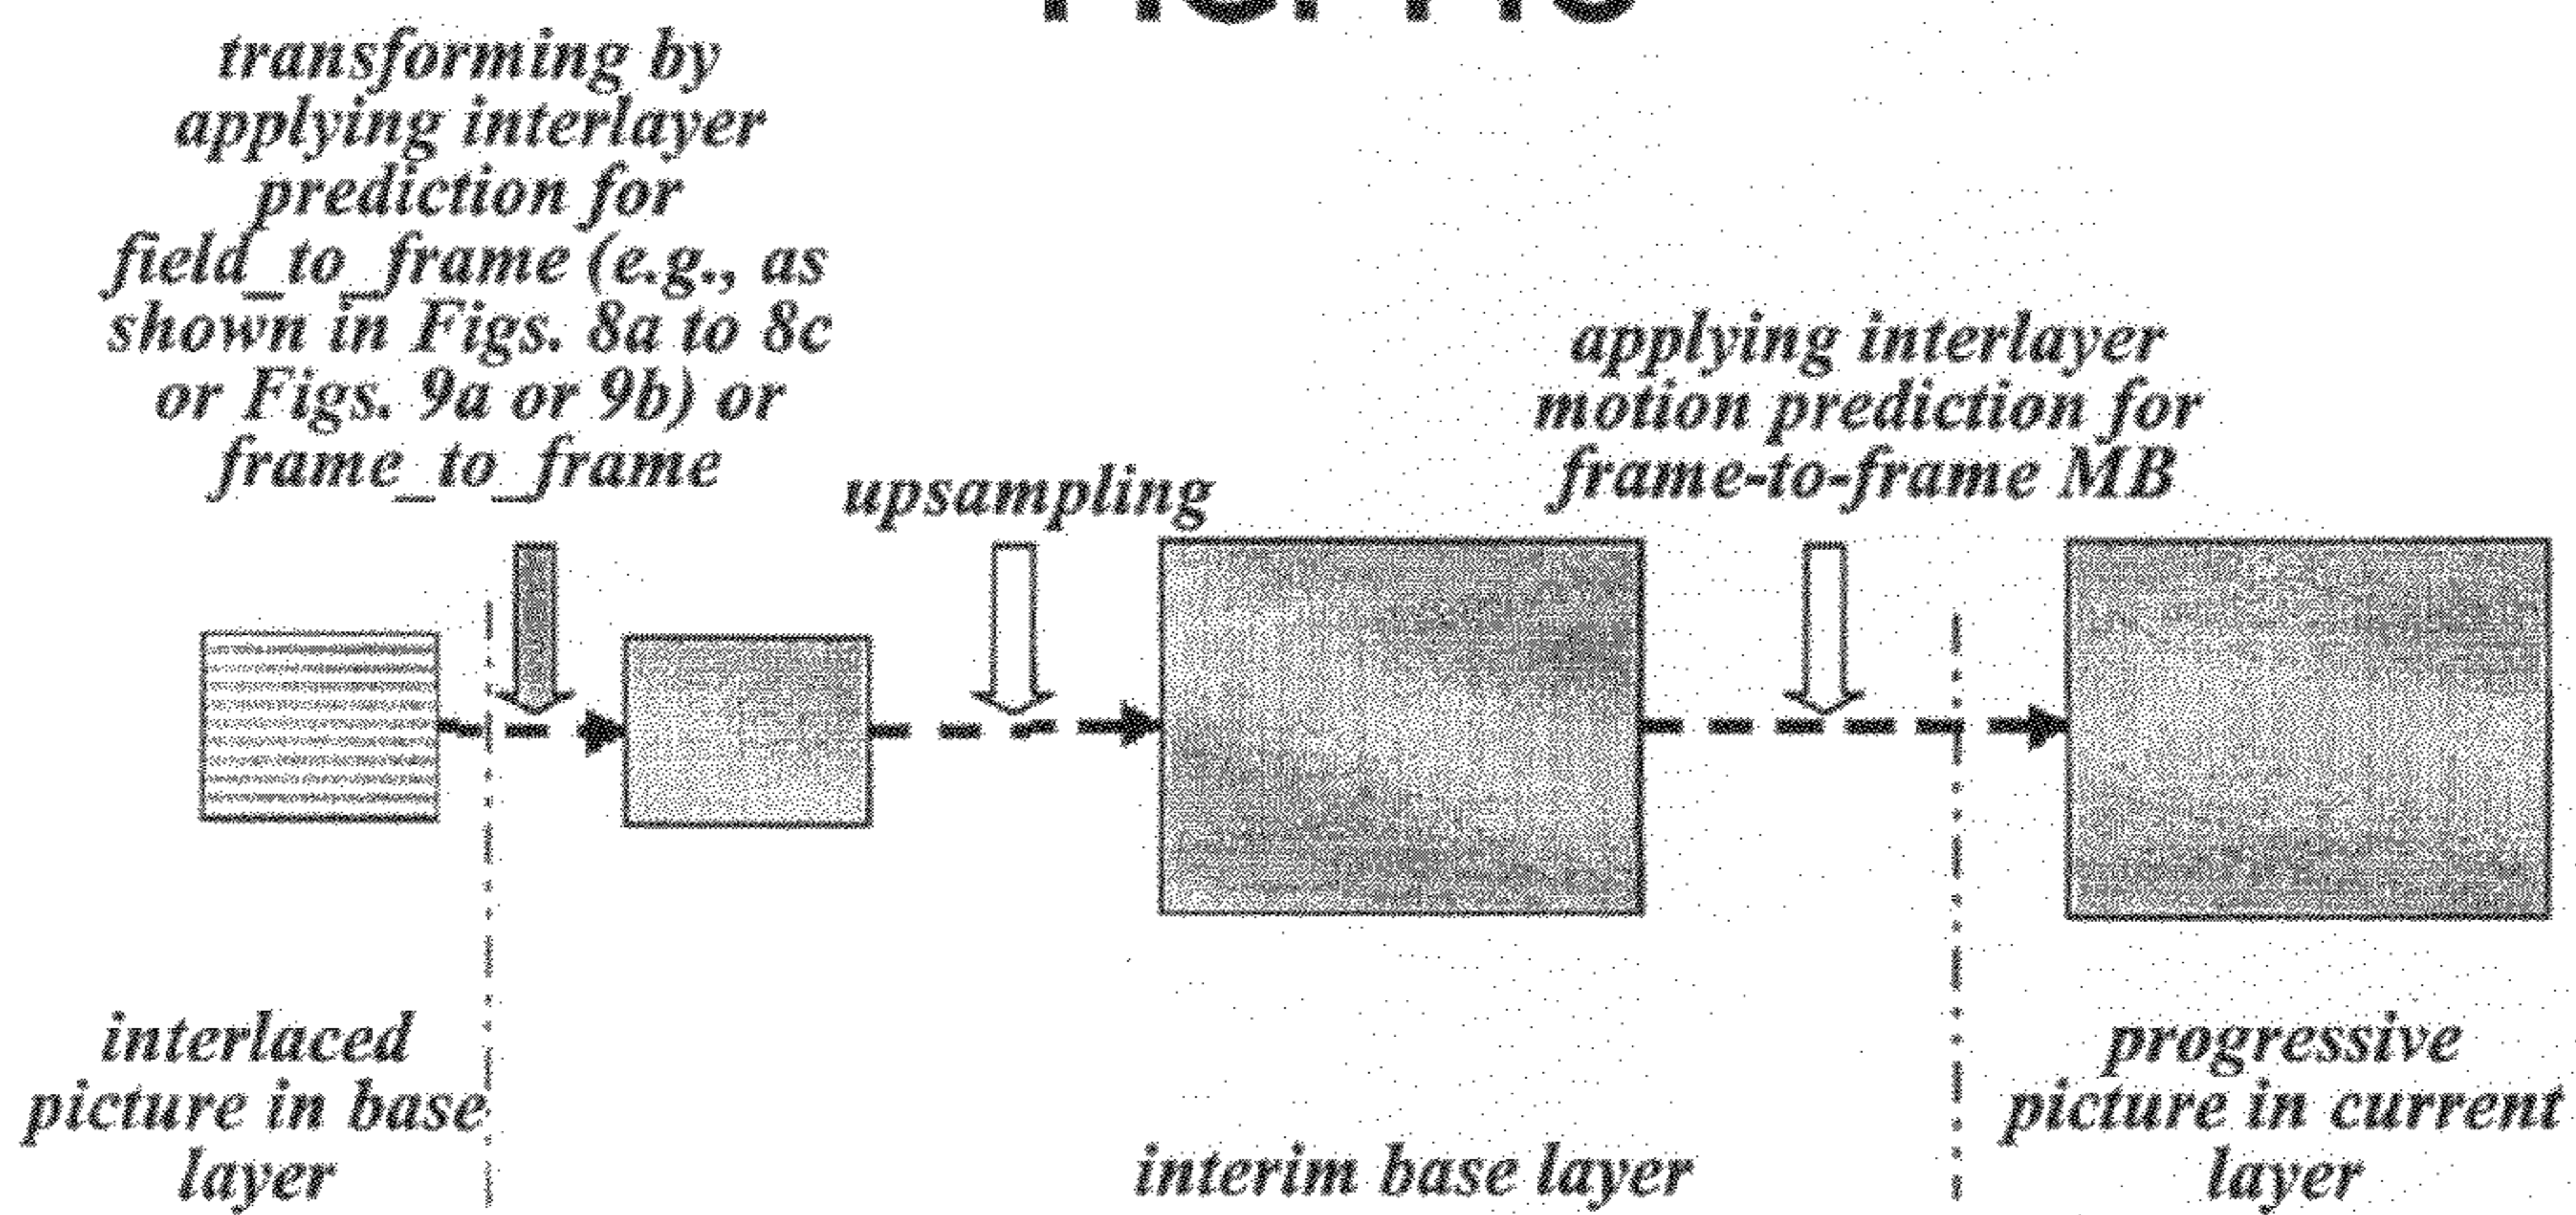 transforming by
applying interlayer
prediction for
field_to_frame (e.g., as
shown in Figs. 8a to 8c
or Figs. 9a or 9b) or
frame_to_frame
upsampling
applying interlayer
motion prediction for
frame-to-frame MB
interlaced
picture in base
layer
interim base layer
progressive
picture in current
layer